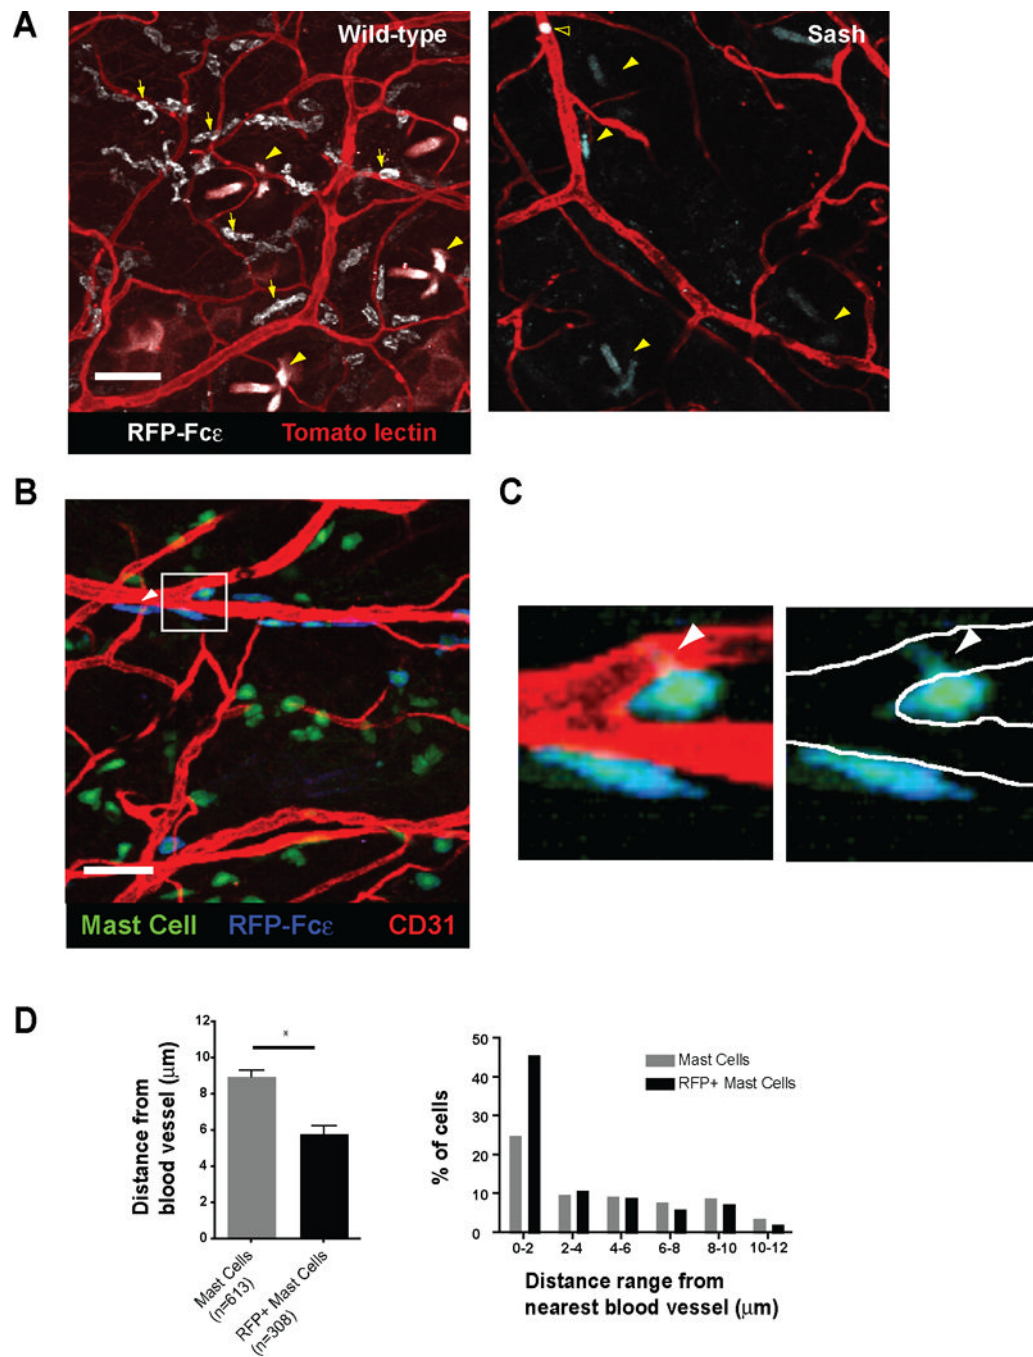 A
Wild-type
Sash
RFP-Fcε
Tomato lectin
B
C
Mast Cell
RFP-Fcε
CD31
D
Distance from
blood vessel (μm)
12
10
8
6
4
2
0
*
Mast Cells
(n=613)
RFP+ Mast Cells
(n=308)
% of cells
50
40
30
20
10
0
Mast Cells
RFP+ Mast Cells
0-2
2-4
4-6
6-8
8-10
10-12
Distance range from
nearest blood vessel (μm)